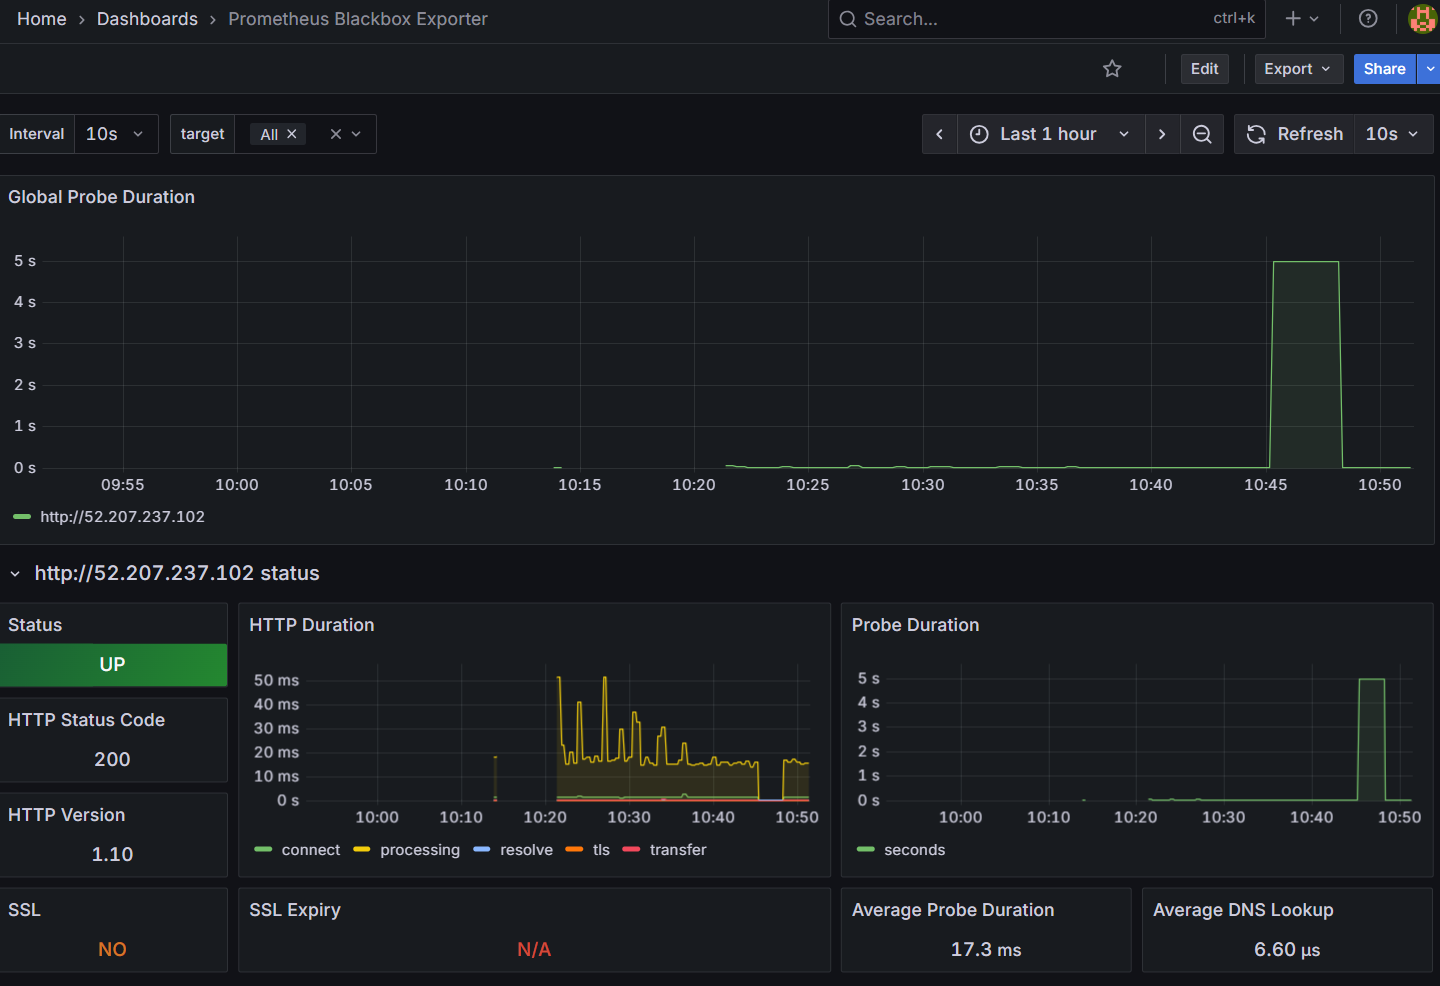 Home › Dashboards › Prometheus Blackbox Exporter
Search... ctrl+k
Edit Export Share
Interval 10s target All
Last 1 hour Refresh 10s
Global Probe Duration
5 s
4 s
3 s
2 s
1 s
0 s
09:55 10:00 10:05 10:10 10:15 10:20 10:25 10:30 10:35 10:40 10:45 10:50
http://52.207.237.102
http://52.207.237.102 status
Status
UP
HTTP Status Code
200
HTTP Version
1.10
SSL
NO
HTTP Duration
50 ms
40 ms
30 ms
20 ms
10 ms
0 s
10:00 10:10 10:20 10:30 10:40 10:50
connect processing resolve tls transfer
SSL Expiry
N/A
Probe Duration
5 s
4 s
3 s
2 s
1 s
0 s
10:00 10:10 10:20 10:30 10:40 10:50
seconds
Average Probe Duration
17.3 ms
Average DNS Lookup
6.60 µs